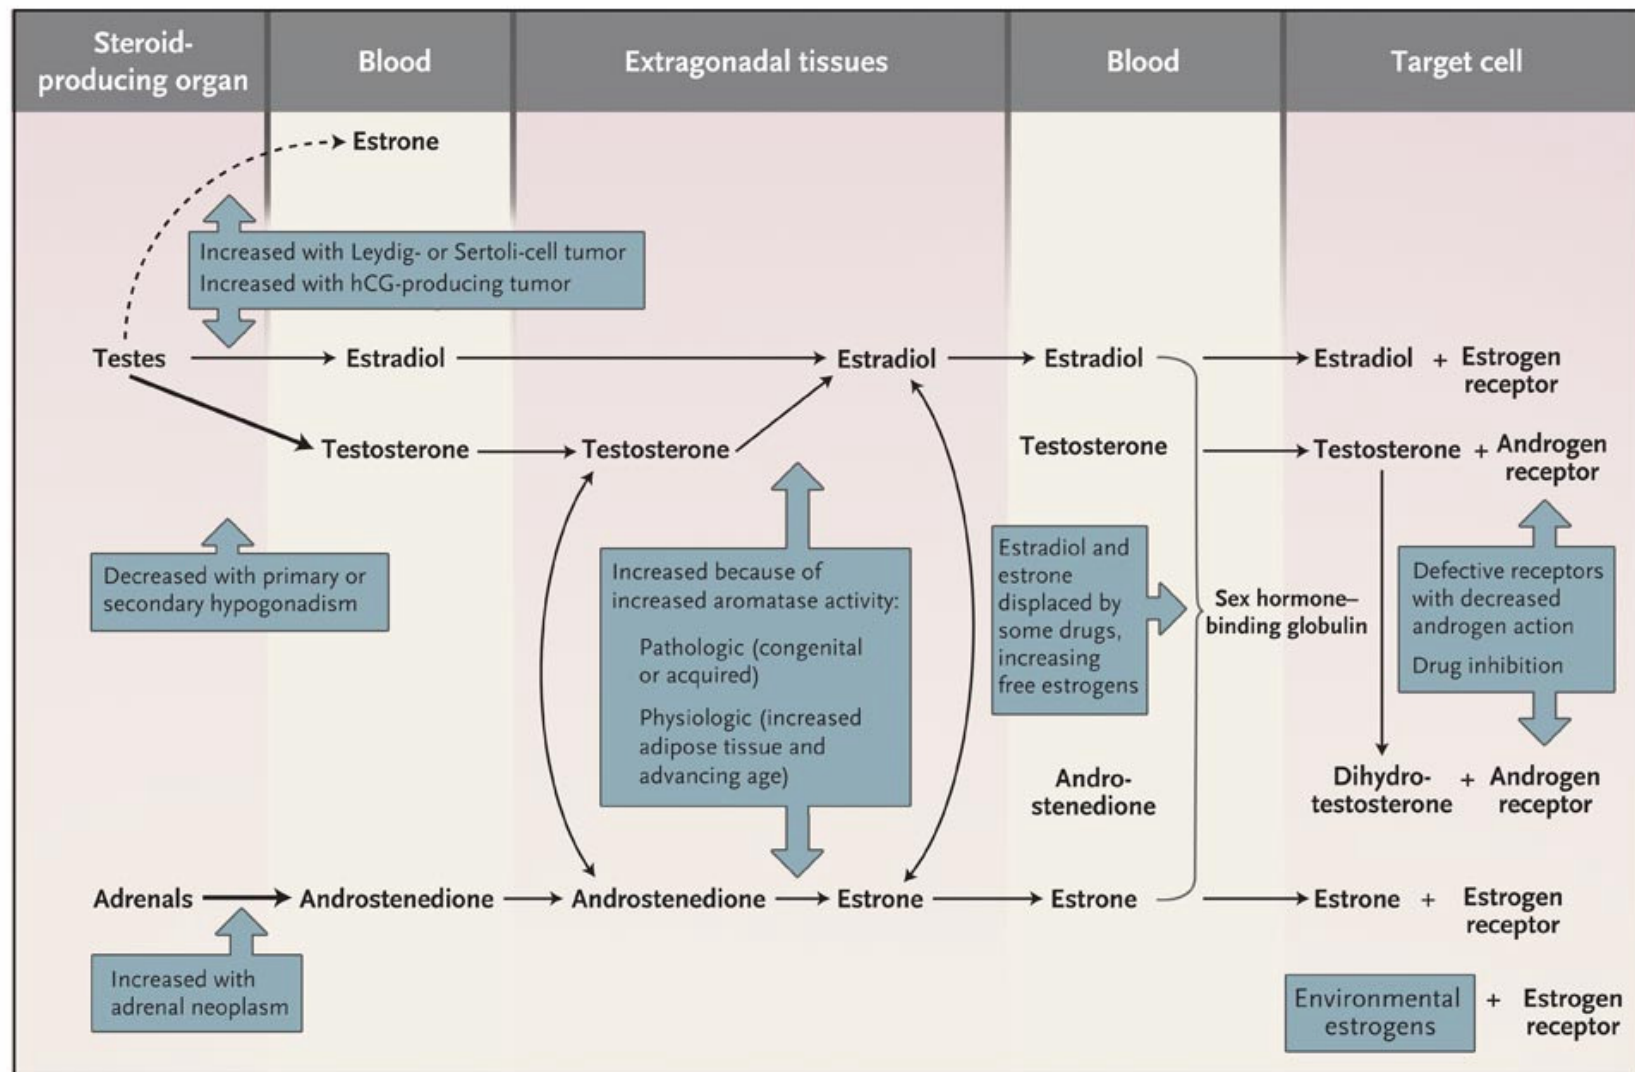 Steroid-
producing organ
Blood
Extragonadal tissues
Blood
Target cell
Estrone
Increased with Leydig- or Sertoli-cell tumor
Increased with hCG-producing tumor
Testes
Estradiol
Estradiol
Estradiol
Estradiol + Estrogen
receptor
Testosterone
Testosterone
Testosterone
Testosterone + Androgen
receptor
Decreased with primary or
secondary hypogonadism
Increased because of
increased aromatase activity:
Pathologic (congenital
or acquired)
Physiologic (increased
adipose tissue and
advancing age)
Estradiol and
estrone
displaced by
some drugs,
increasing
free estrogens
Sex hormone–
binding globulin
Defective receptors
with decreased
androgen action
Drug inhibition
Andro-
stenedione
Dihydro-
testosterone
+ Androgen
receptor
Adrenals
Androstenedione
Androstenedione
Estrone
Estrone
Estrone + Estrogen
receptor
Increased with
adrenal neoplasm
Environmental
estrogens
+ Estrogen
receptor